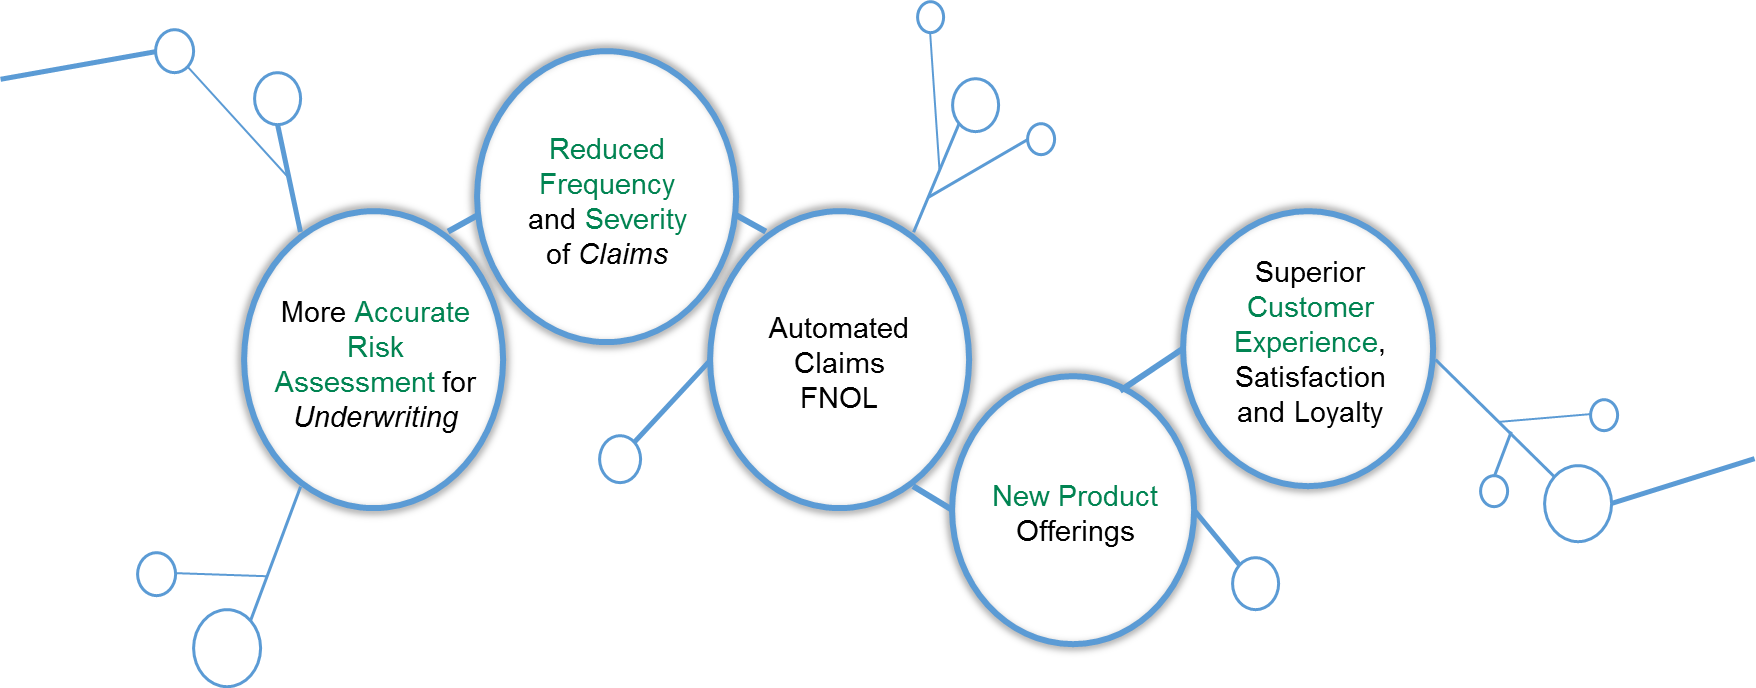 More Accurate
Risk
Assessment for
Underwriting
Reduced
Frequency
and Severity
of Claims
Automated
Claims
FNOL
New Product
Offerings
Superior
Customer
Experience,
Satisfaction
and Loyalty